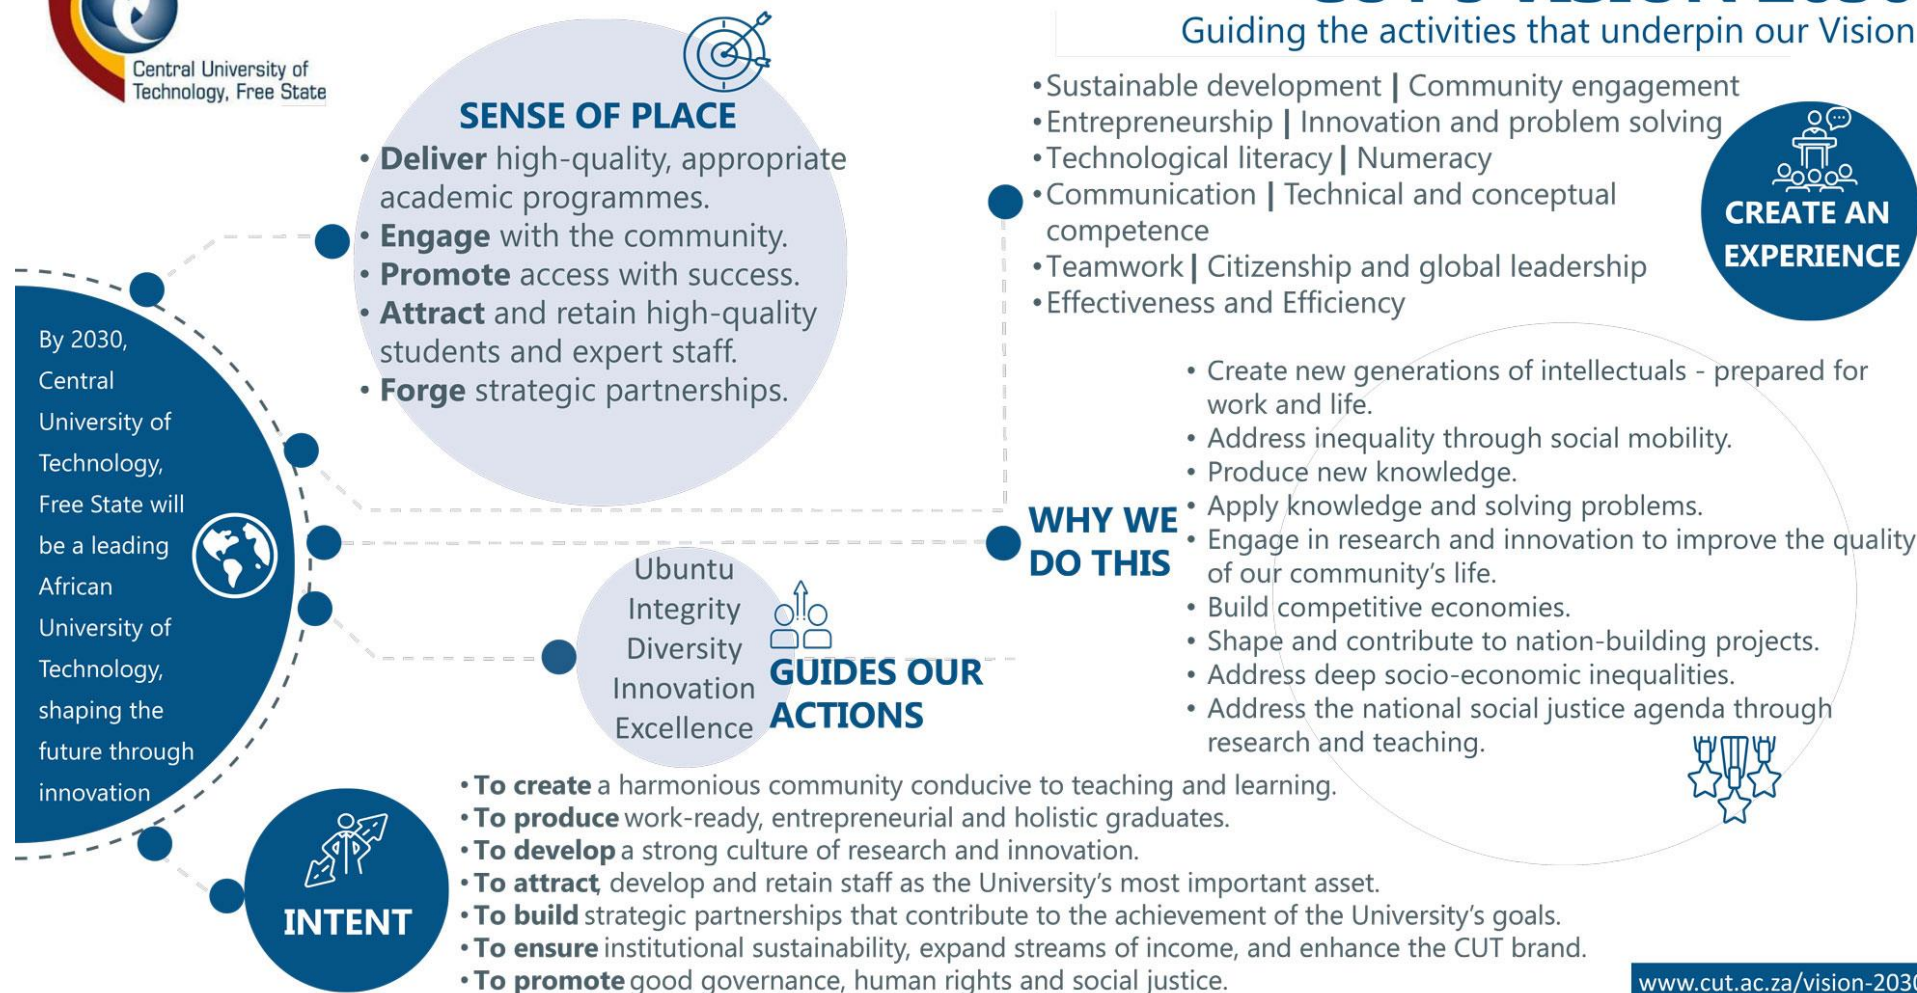 Central University of
Technology, Free State
Guiding the activities that underpin our Vision
SENSE OF PLACE
• Deliver high-quality, appropriate
academic programmes.
• Engage with the community.
• Promote access with success.
• Attract and retain high-quality
students and expert staff.
• Forge strategic partnerships.
• Sustainable development | Community engagement
• Entrepreneurship | Innovation and problem solving
• Technological literacy | Numeracy
• Communication | Technical and conceptual
competence
• Teamwork | Citizenship and global leadership
• Effectiveness and Efficiency
CREATE AN
EXPERIENCE
By 2030,
Central
University of
Technology,
Free State will
be a leading
African
University of
Technology,
shaping the
future through
innovation
WHY WE
DO THIS
• Create new generations of intellectuals - prepared for
work and life.
• Address inequality through social mobility.
• Produce new knowledge.
• Apply knowledge and solving problems.
• Engage in research and innovation to improve the quality
of our community's life.
• Build competitive economies.
• Shape and contribute to nation-building projects.
• Address deep socio-economic inequalities.
• Address the national social justice agenda through
research and teaching.
Ubuntu
Integrity
Diversity
Innovation
Excellence
GUIDES OUR
ACTIONS
INTENT
• To create a harmonious community conducive to teaching and learning.
• To produce work-ready, entrepreneurial and holistic graduates.
• To develop a strong culture of research and innovation.
• To attract, develop and retain staff as the University's most important asset.
• To build strategic partnerships that contribute to the achievement of the University's goals.
• To ensure institutional sustainability, expand streams of income, and enhance the CUT brand.
• To promote good governance, human rights and social justice.
www.cut.ac.za/vision-2030